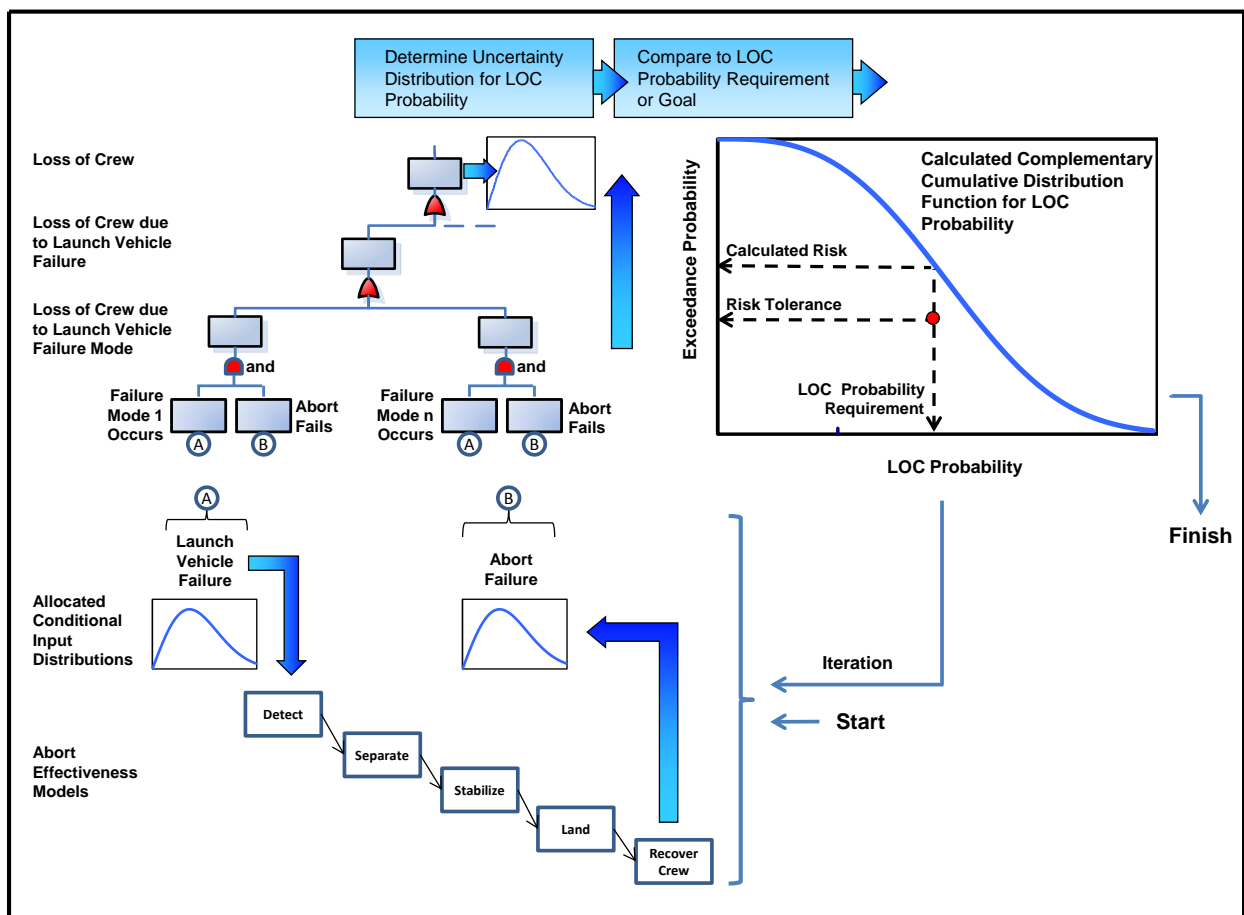 Determine Uncertainty
Distribution for LOC
Probability
Compare to LOC
Probability Requirement
or Goal
Loss of Crew
Loss of Crew due
to Launch Vehicle
Failure
Loss of Crew due
to Launch Vehicle
Failure Mode
and
and
Failure
Mode 1
Occurs
Abort
Fails
Failure
Mode n
Occurs
Abort
Fails
A
B
A
B
Exceedance Probability
Calculated Complementary
Cumulative Distribution
Function for LOC
Probability
Calculated Risk
Risk Tolerance
LOC Probability
Requirement
LOC Probability
Finish
A
B
Launch
Vehicle
Failure
Abort
Failure
Allocated
Conditional
Input
Distributions
Iteration
Start
Abort
Effectiveness
Models
Detect
Separate
Stabilize
Land
Recover
Crew